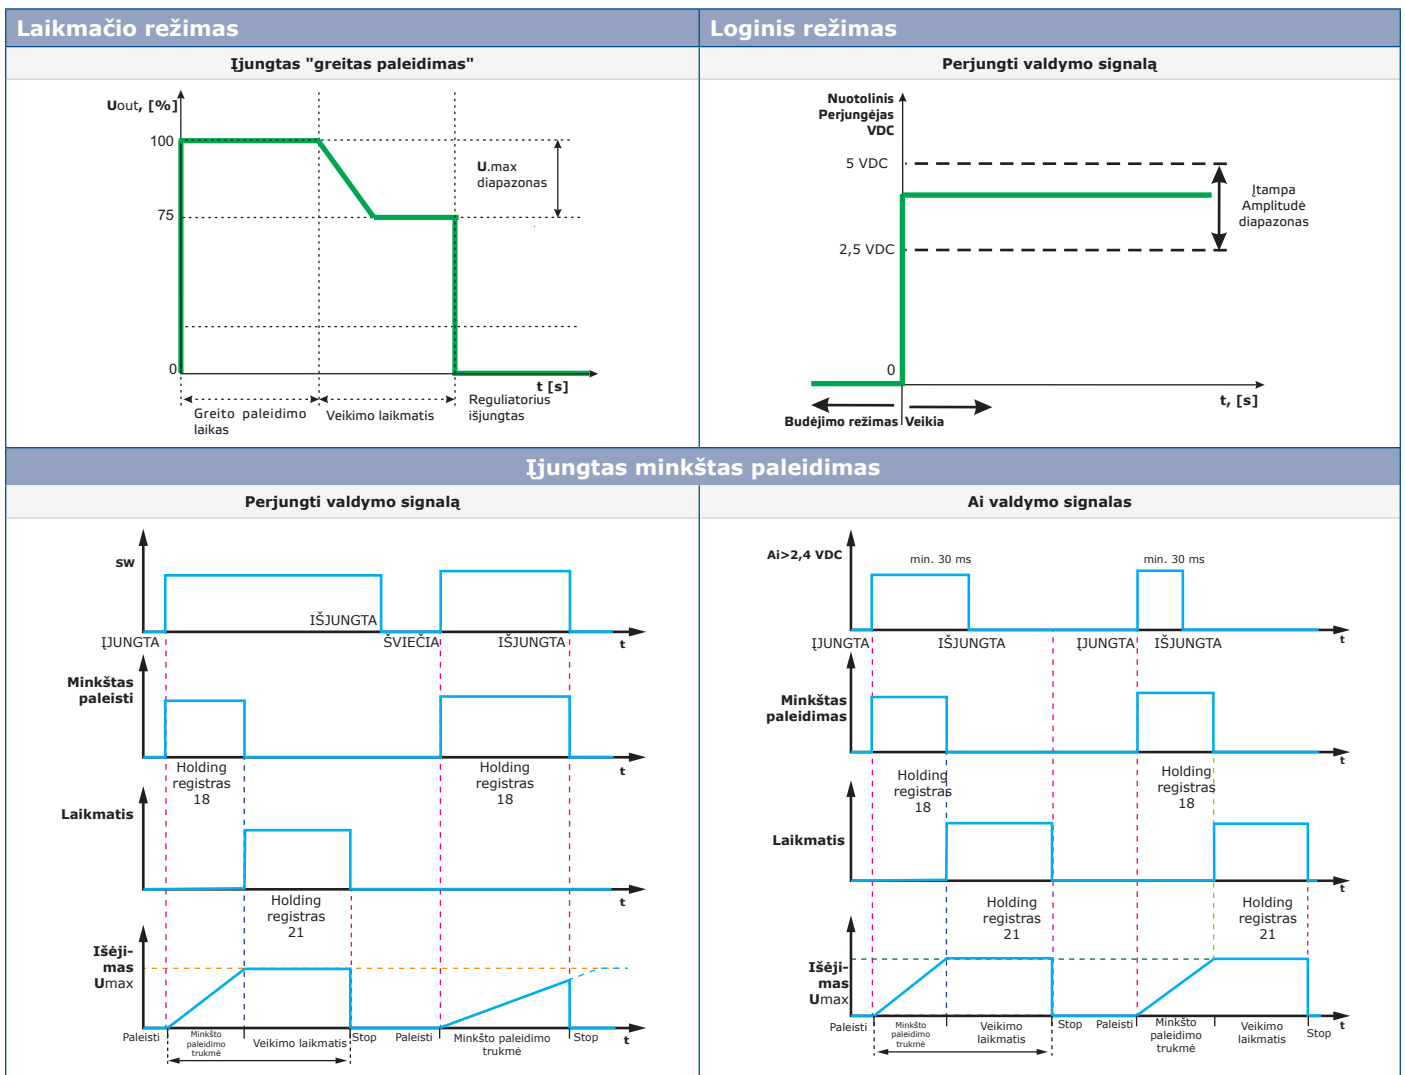 Laikmačio režimas
Įjungtas "greitas paleidimas"
Uout, [%]
100
75
0
U.max
diapazonas
t [s]
Greito paleidimo
laikas
Veikimo laikmatis
Reguliatorius
išjungtas
Loginis režimas
Perjungti valdymo signalą
Nuotolinis
Perjungėjas
VDC
5 VDC
2,5 VDC
0
Įtampa
Amplitudė
diapazonas
t, [s]
Budėjimo režimas
Veikia
Įjungtas minkštas paleidimas
Perjungti valdymo signalą
sw
IŠJUNGTA
ĮJUNGTA
ŠVIEČIA
IŠJUNGTA
t
Minkštas
paleisti
Holding
registras
18
Holding
registras
18
t
Laikmatis
Holding
registras
21
t
Išėji-
mas
Umax
Paleisti
Minkšto
paleidimo
trukmė
Veikimo laikmatis
Stop
Paleisti
Minkšto paleidimo
trukmė
Stop
t
Ai valdymo signalas
Ai>2,4 VDC
min. 30 ms
min. 30 ms
ĮJUNGTA
IŠJUNGTA
ĮJUNGTA
IŠJUNGTA
t
Minkštas
paleidimas
Holding
registras
18
Holding
registras
18
t
Laikmatis
Holding
registras
21
Holding
registras
21
t
Išėji-
mas
Umax
Paleisti
Minkšto
paleidimo
trukmė
Veikimo
laikmatis
Stop
Paleisti
Minkšto
paleidimo
trukmė
Veikimo
laikmatis
Stop
t